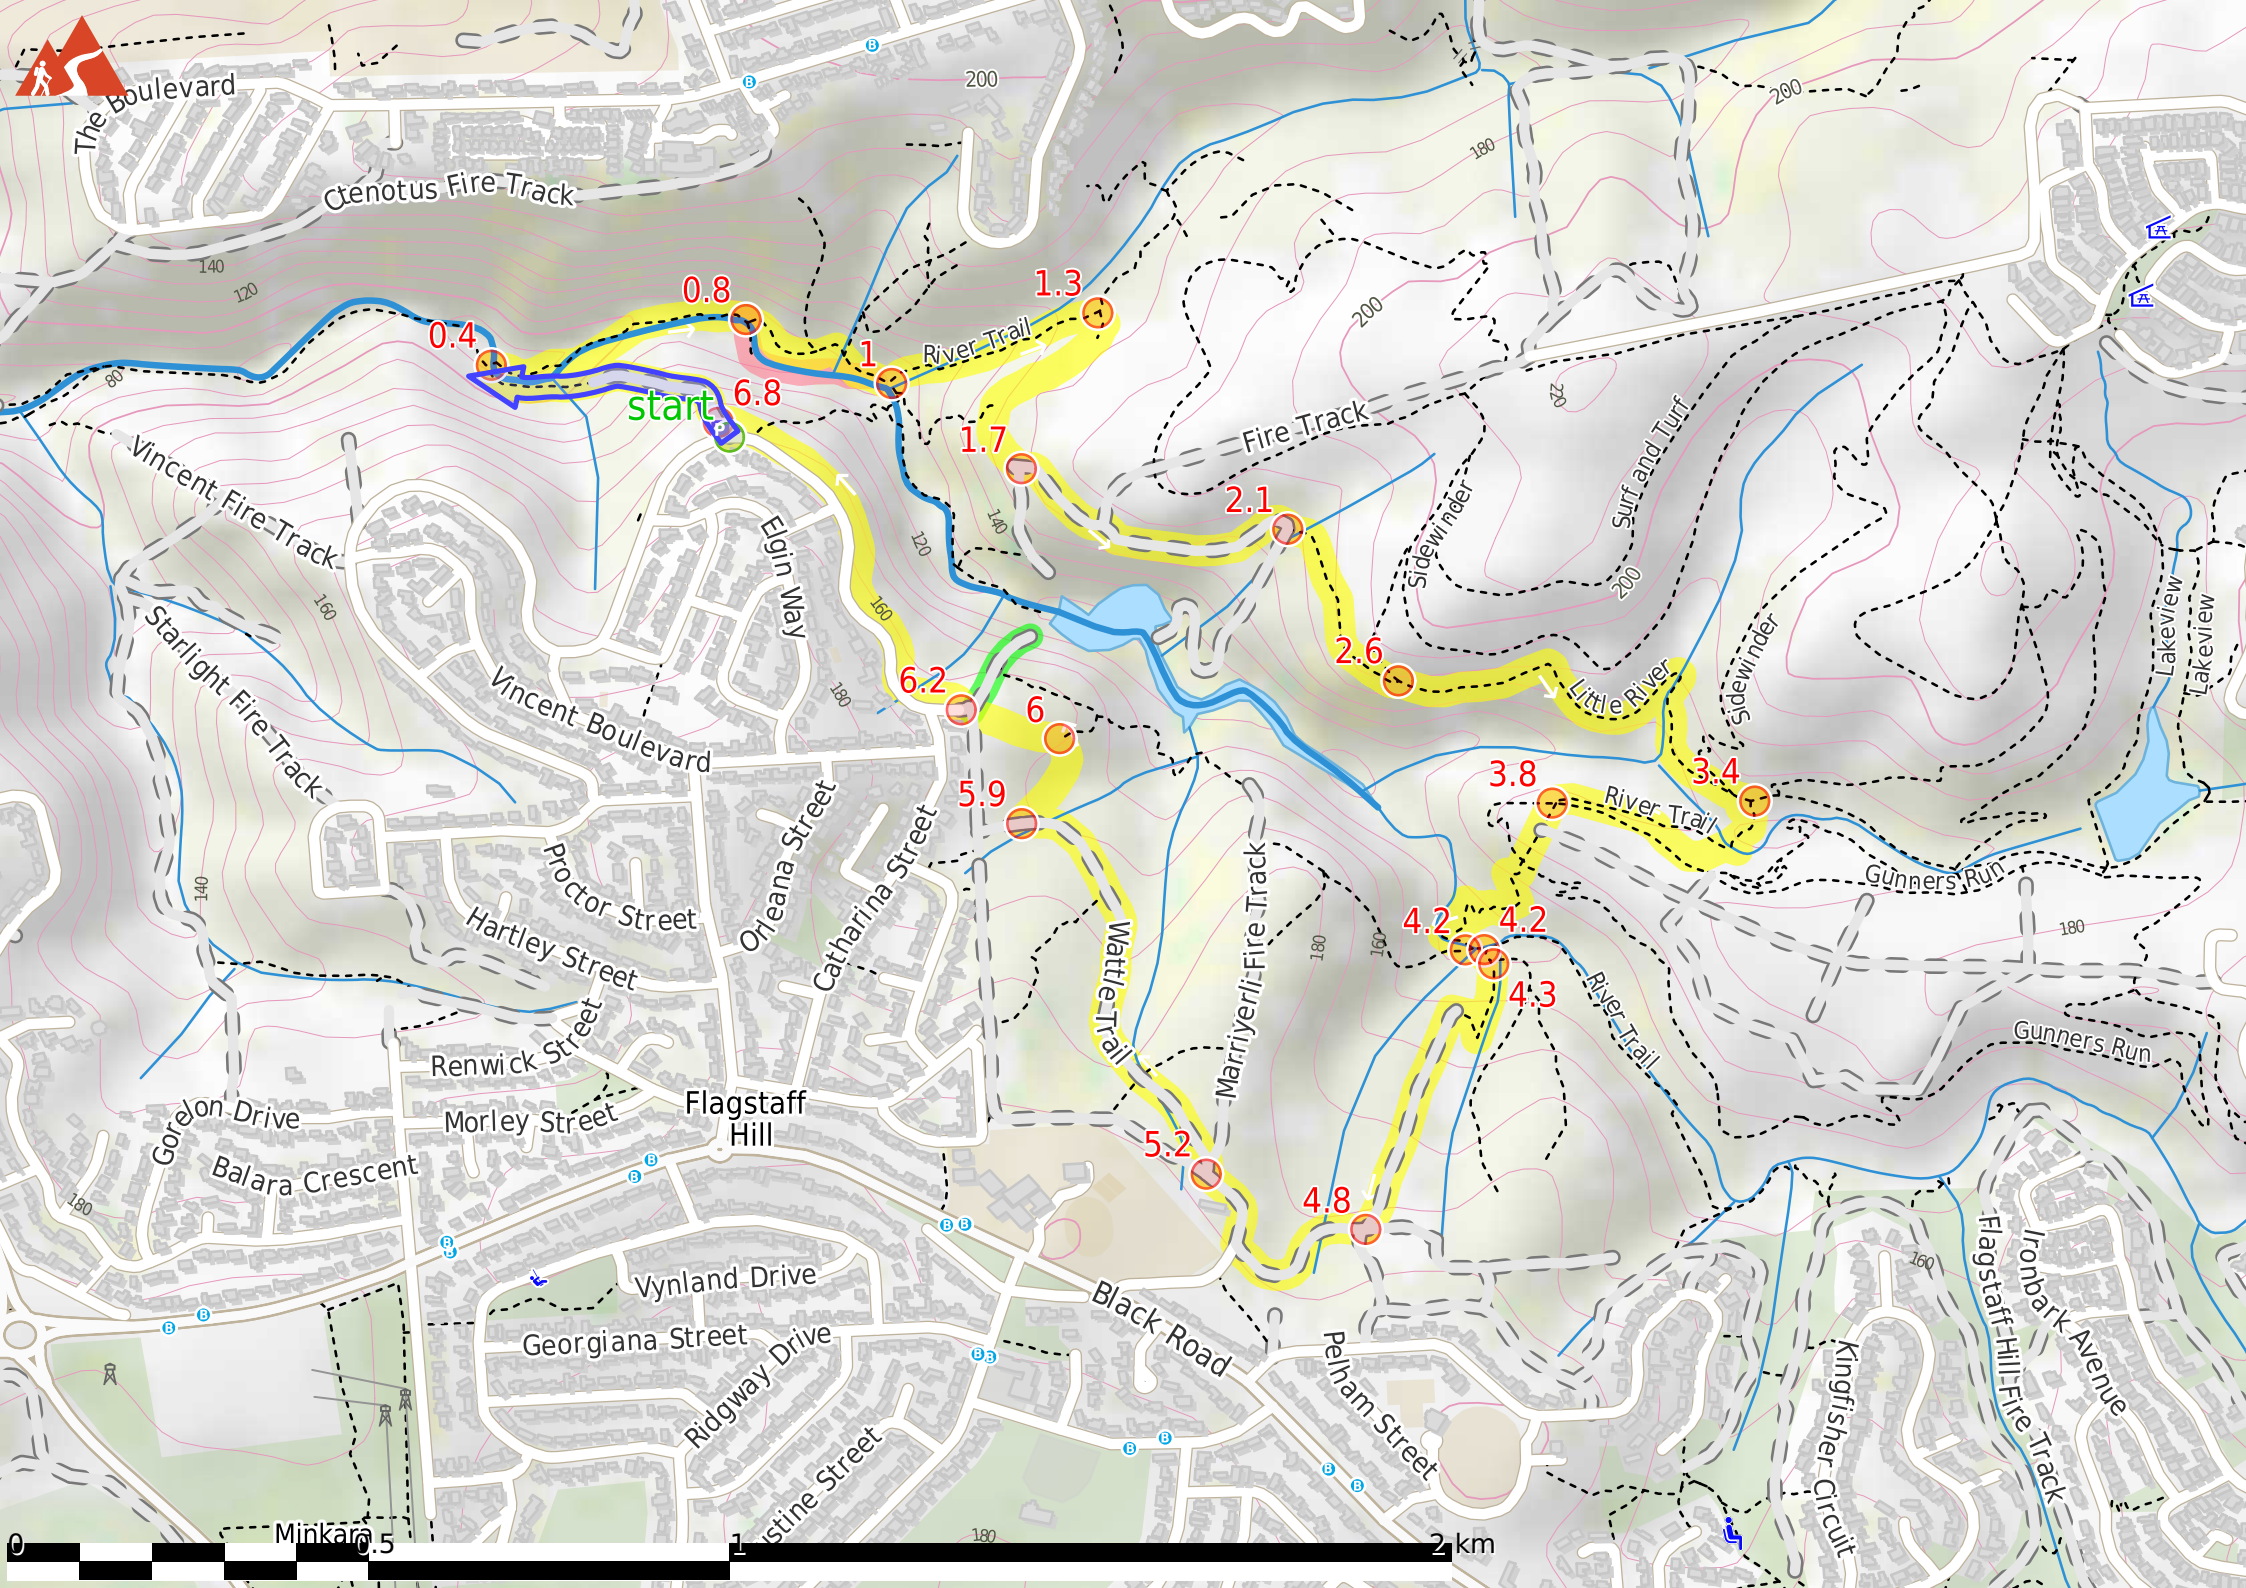 The Boulevard
Ctenotus Fire Track
200
200
180
140
120
80
0.4
0.8
1
1.3
River Trail
start
6.8
1.7
Fire Track
200
220
2.1
Sidewinder
Surf and Turf
200
Vincent Fire Track
Elgin Way
140
120
160
160
180
Starlight Fire Track
Vincent Boulevard
6.2
6
5.9
2.6
Little River
Sidewinder
Lakeview
Lakeview
3.8
River Trail
3.4
Gunners Run
180
Orleana Street
Catharina Street
Proctor Street
Hartley Street
140
Wattle Trail
Marriyerli Fire Track
180
160
4.2
4.2
4.3
River Trail
Gunners Run
Renwick Street
Morley Street
Flagstaff
Hill
Gorelon Drive
Balara Crescent
180
5.2
4.8
160
Vynland Drive
Georgiana Street
Ridgway Drive
Black Road
Pelham Street
Kingfisher Circuit
Flagstaff Hill Fire Track
Ironbark Avenue
ustine Street
180
Minkara
0
0.5
1
2 km